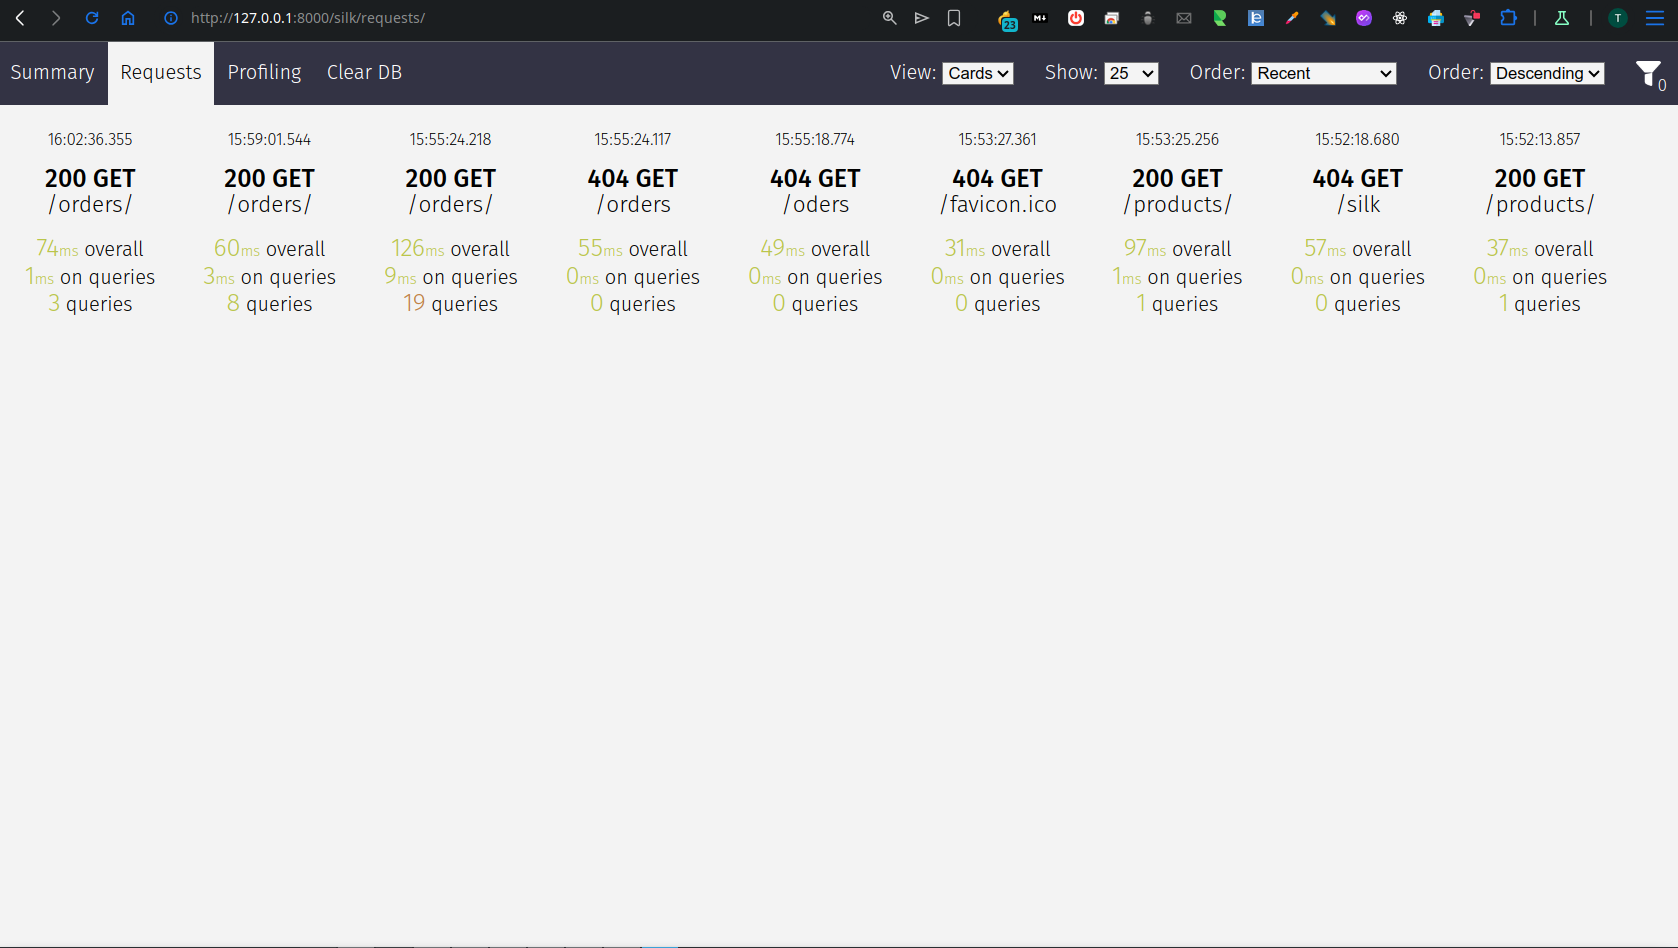 http://127.0.0.1:8000/silk/requests/
23
M
T
Summary Requests Profiling Clear DB View: Cards Show: 25 Order: Recent Order: Descending 0
16:02:36.355
200 GET
/orders/
74ms overall
1ms on queries
3 queries
15:59:01.544
200 GET
/orders/
60ms overall
3ms on queries
8 queries
15:55:24.218
200 GET
/orders/
126ms overall
9ms on queries
19 queries
15:55:24.117
404 GET
/orders
55ms overall
0ms on queries
0 queries
15:55:18.774
404 GET
/oders
49ms overall
0ms on queries
0 queries
15:53:27.361
404 GET
/favicon.ico
31ms overall
0ms on queries
0 queries
15:53:25.256
200 GET
/products/
97ms overall
1ms on queries
1 queries
15:52:18.680
404 GET
/silk
57ms overall
0ms on queries
0 queries
15:52:13.857
200 GET
/products/
37ms overall
0ms on queries
1 queries